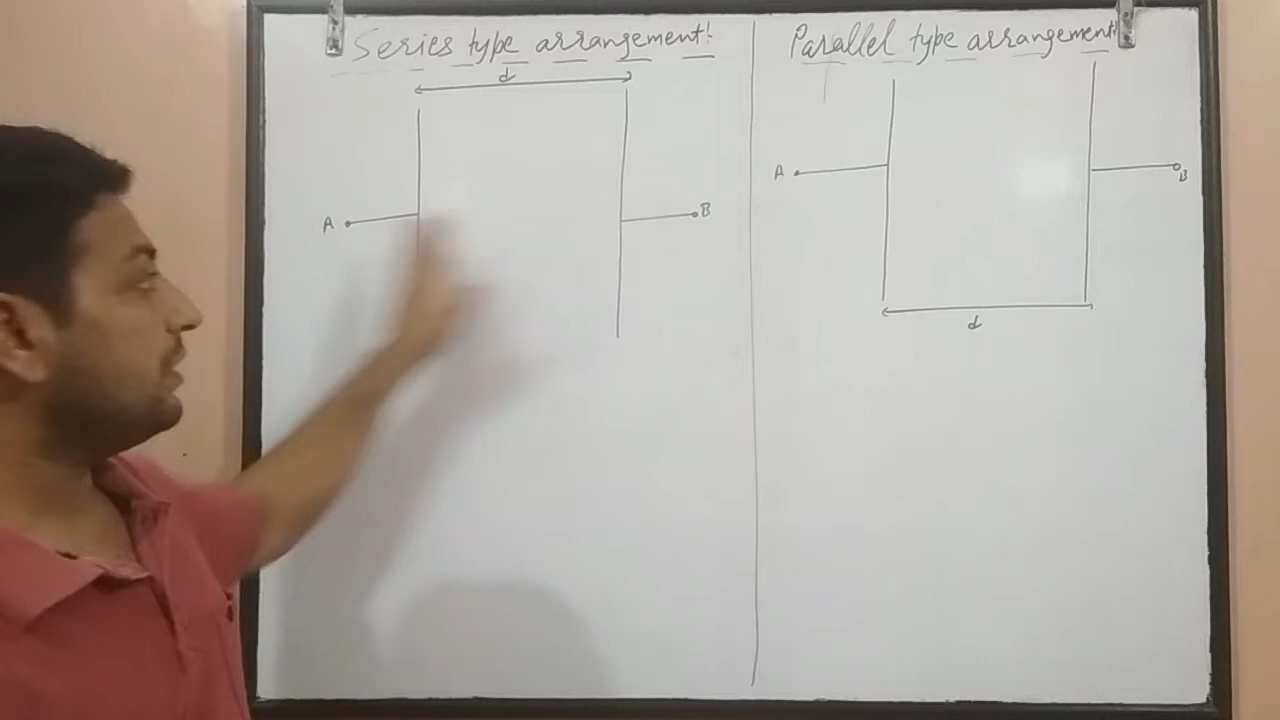 Series type arrangement:
d
A
B
Parallel type arrangement:
A
B
d